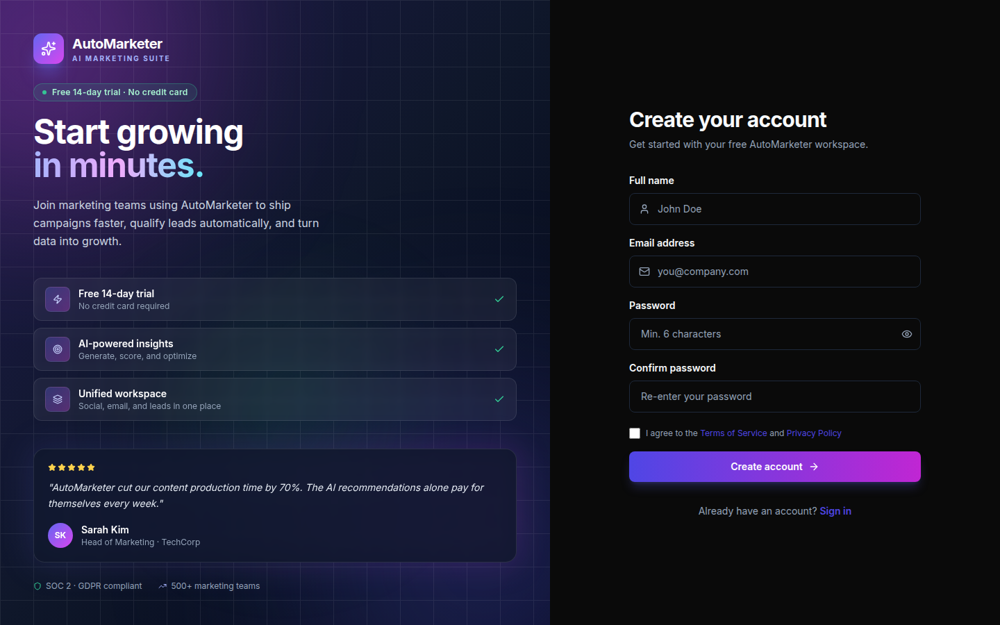 AutoMarketer
AI MARKETING SUITE
Free 14-day trial · No credit card
Start growing
in minutes.
Join marketing teams using AutoMarketer to ship
campaigns faster, qualify leads automatically, and turn
data into growth.
Free 14-day trial
No credit card required
AI-powered insights
Generate, score, and optimize
Unified workspace
Social, email, and leads in one place
"AutoMarketer cut our content production time by 70%. The AI recommendations alone pay for
themselves every week."
SK
Sarah Kim
Head of Marketing · TechCorp
SOC 2 · GDPR compliant
500+ marketing teams
Create your account
Get started with your free AutoMarketer workspace.
Full name
John Doe
Email address
you@company.com
Password
Min. 6 characters
Confirm password
Re-enter your password
I agree to the Terms of Service and Privacy Policy
Create account
Already have an account? Sign in